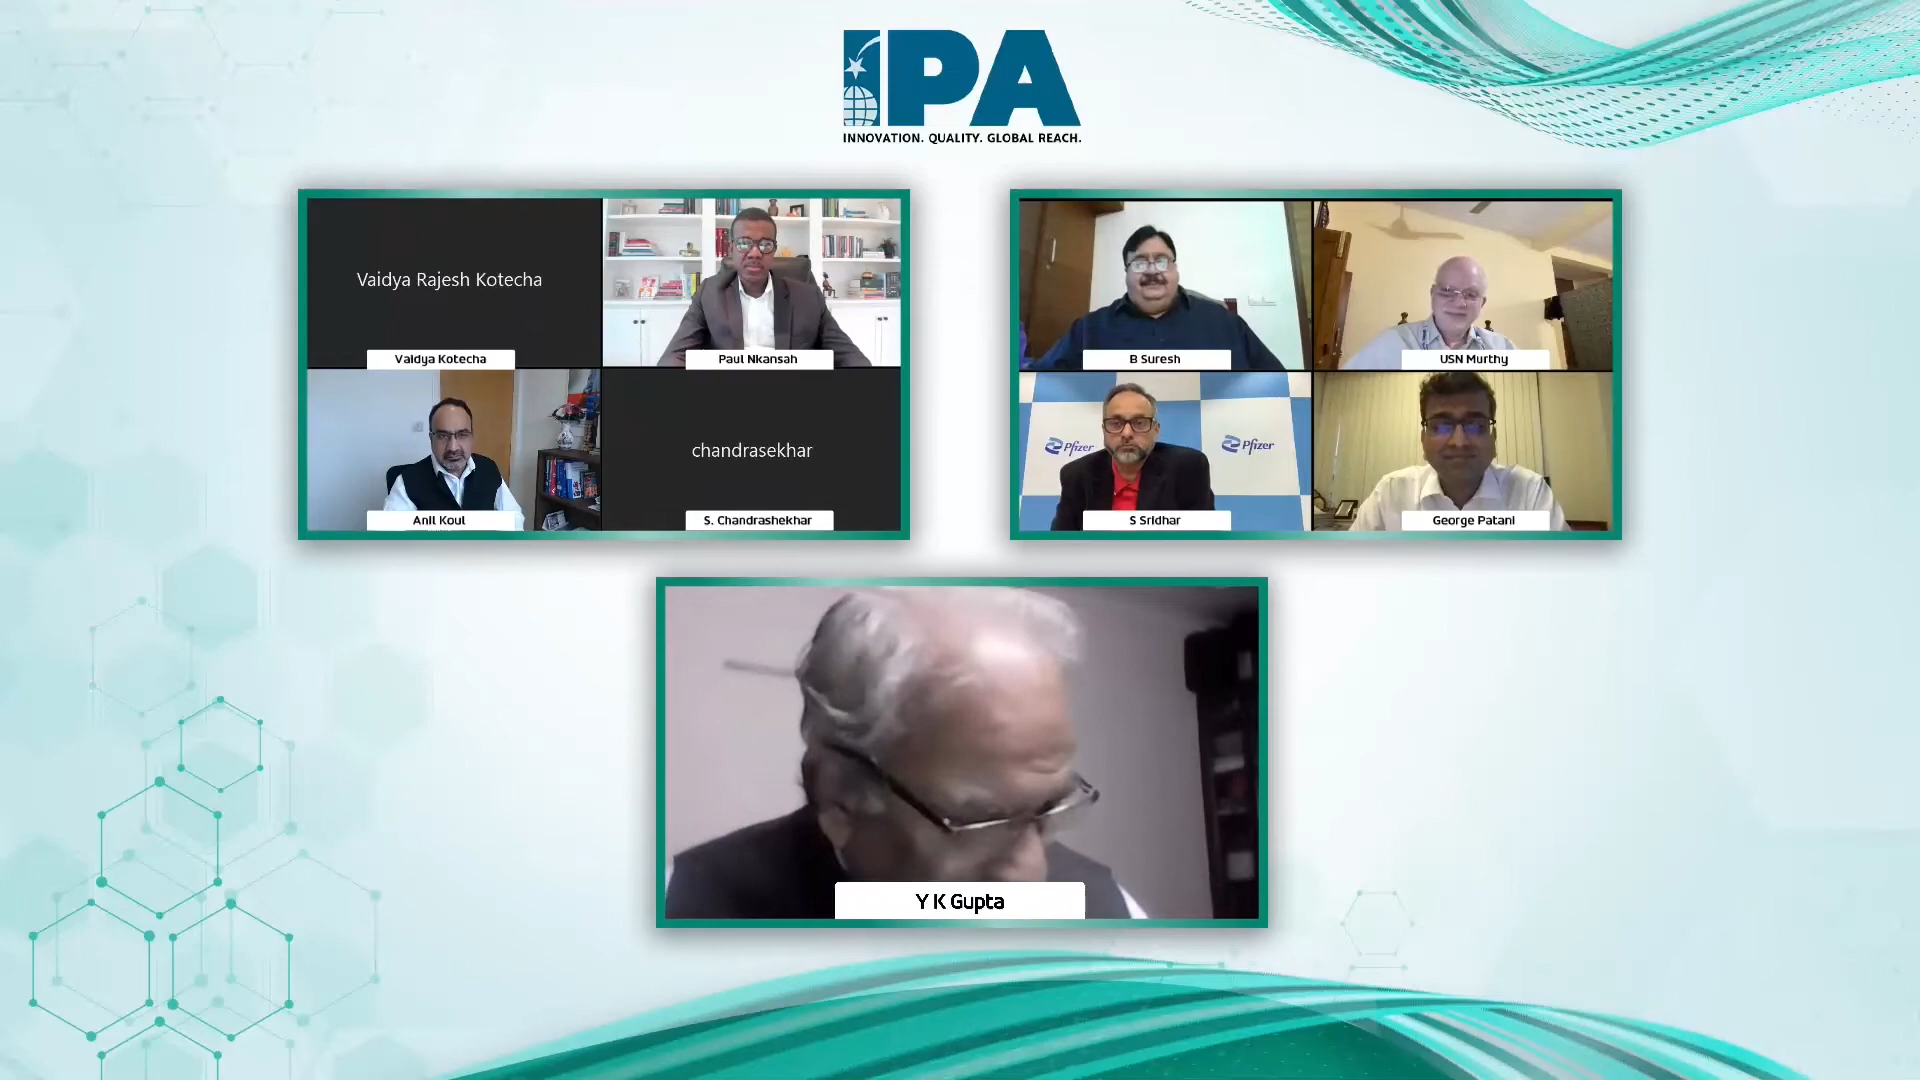 IPA
INNOVATION. QUALITY. GLOBAL REACH.
Vaidya Rajesh Kotecha
Vaidya Kotecha
Paul Nkansah
Anil Koul
chandrasekhar
S. Chandrashekhar
B Suresh
USN Murthy
Pfizer
Pfizer
S Sridhar
George Patani
Y K Gupta